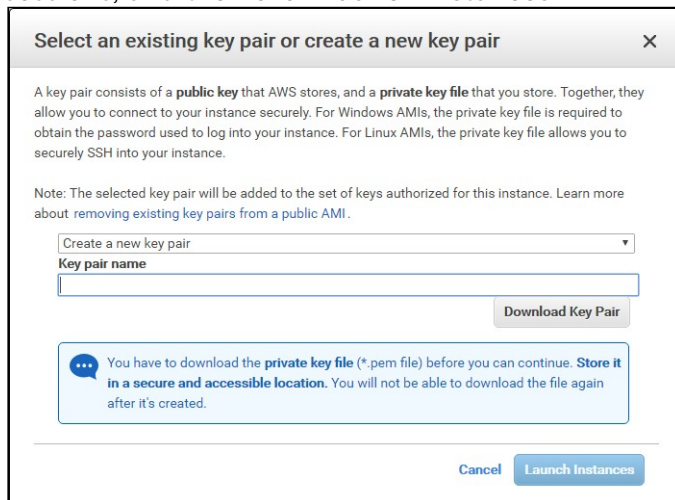 Select an existing key pair or create a new key pair ×
A key pair consists of a public key that AWS stores, and a private key file that you store. Together, they
allow you to connect to your instance securely. For Windows AMIs, the private key file is required to
obtain the password used to log into your instance. For Linux AMIs, the private key file allows you to
securely SSH into your instance.
Note: The selected key pair will be added to the set of keys authorized for this instance. Learn more
about removing existing key pairs from a public AMI.
Create a new key pair
Key pair name
Download Key Pair
You have to download the private key file (*.pem file) before you can continue. Store it
in a secure and accessible location. You will not be able to download the file again
after it's created.
Cancel Launch Instances